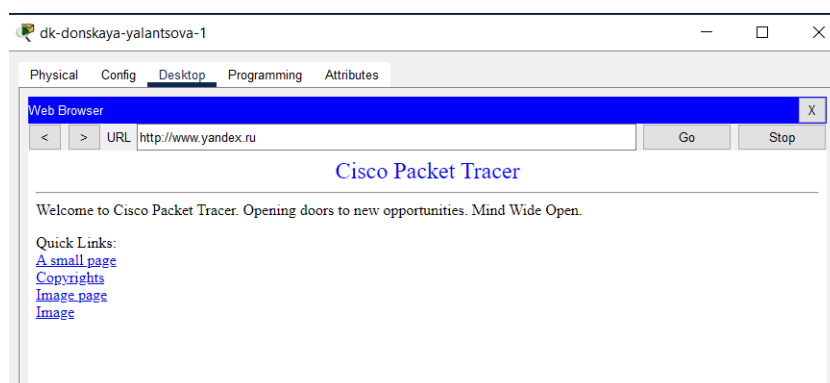 dk-donskaya-yalantsova-1
Physical Config Desktop Programming Attributes
Web Browser X
< > URL http://www.yandex.ru Go Stop
Cisco Packet Tracer
Welcome to Cisco Packet Tracer. Opening doors to new opportunities. Mind Wide Open.
Quick Links:
A small page
Copyrights
Image page
Image